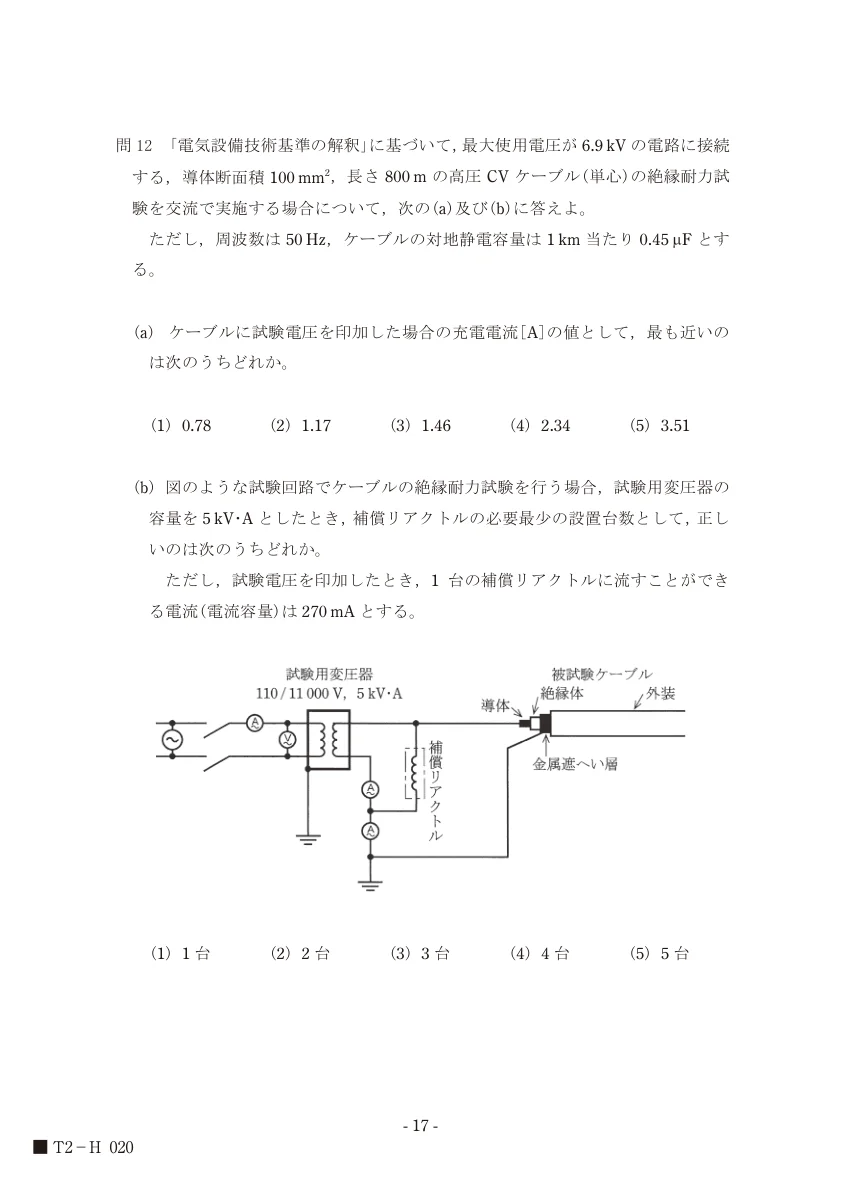 問 12 「電気設備技術基準の解釈」に基づいて，最大使用電圧が 6.9 kV の電路に接続
する，導体断面積 100 mm²，長さ 800 m の高圧 CV ケーブル（単心）の絶縁耐力試
験を交流で実施する場合について，次の(a)及び(b)に答えよ。
ただし，周波数は 50 Hz，ケーブルの対地静電容量は 1 km 当たり 0.45 μF とす
る。
(a) ケーブルに試験電圧を印加した場合の充電電流[A]の値として，最も近いの
は次のうちどれか。
(1) 0.78 (2) 1.17 (3) 1.46 (4) 2.34 (5) 3.51
(b) 図のような試験回路でケーブルの絶縁耐力試験を行う場合，試験用変圧器の
容量を 5 kV･A としたとき，補償リアクトルの必要最少の設置台数として，正し
いのは次のうちどれか。
ただし，試験電圧を印加したとき，1 台の補償リアクトルに流すことができ
る電流（電流容量）は 270 mA とする。
試験用変圧器
110 / 11 000 V，5 kV･A
被試験ケーブル
導体
絶縁体
外装
A
V
補償リアクトル
金属遮へい層
A
A
(1) 1 台 (2) 2 台 (3) 3 台 (4) 4 台 (5) 5 台
- 17 -
■ T2－H 020